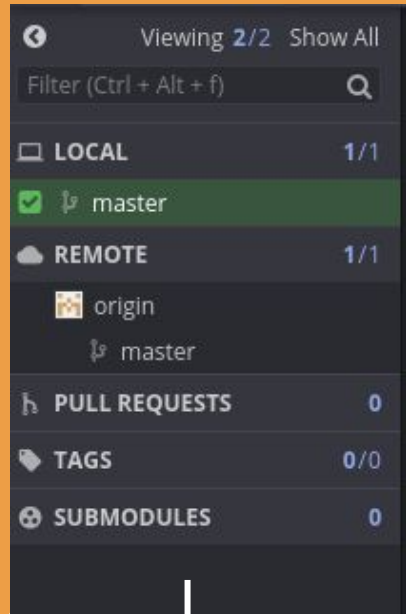 Viewing 2/2 Show All
Filter (Ctrl + Alt + f)
LOCAL 1/1
master
REMOTE 1/1
origin
master
PULL REQUESTS 0
TAGS 0/0
SUBMODULES 0